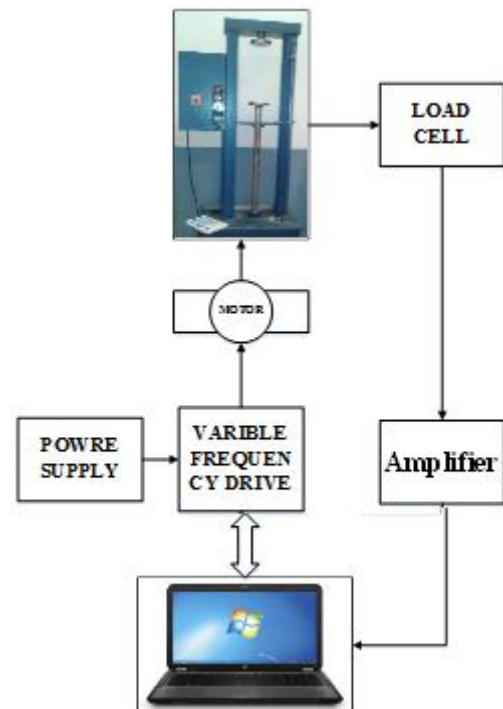 LOAD
CELL
MOTOR
POWRE
SUPPLY
VARIBLE
FREQUEN
CY DRIVE
Amplifier